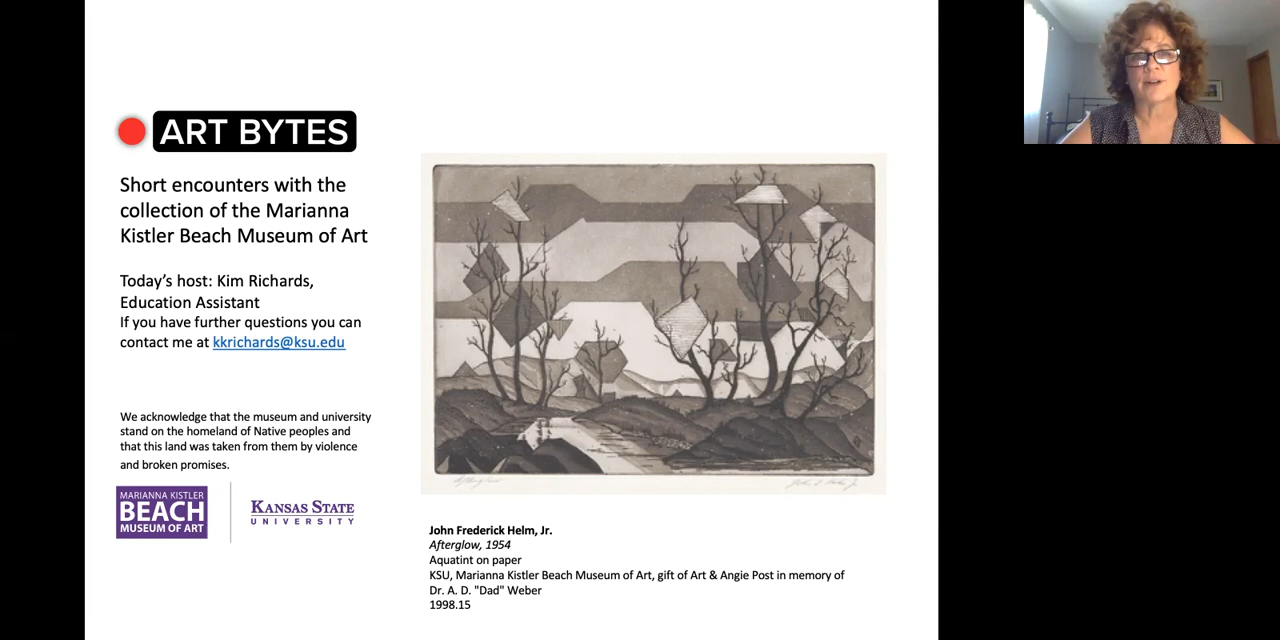 ART BYTES
Short encounters with the
collection of the Marianna
Kistler Beach Museum of Art
Today's host: Kim Richards,
Education Assistant
If you have further questions you can
contact me at kkrichards@ksu.edu
We acknowledge that the museum and university
stand on the homeland of Native peoples and
that this land was taken from them by violence
and broken promises.
MARIANNA KISTLER
BEACH
MUSEUM OF ART
KANSAS STATE
UNIVERSITY
Afterglow
John F. Helm Jr.
John Frederick Helm, Jr.
Afterglow, 1954
Aquatint on paper
KSU, Marianna Kistler Beach Museum of Art, gift of Art & Angie Post in memory of
Dr. A. D. "Dad" Weber
1998.15